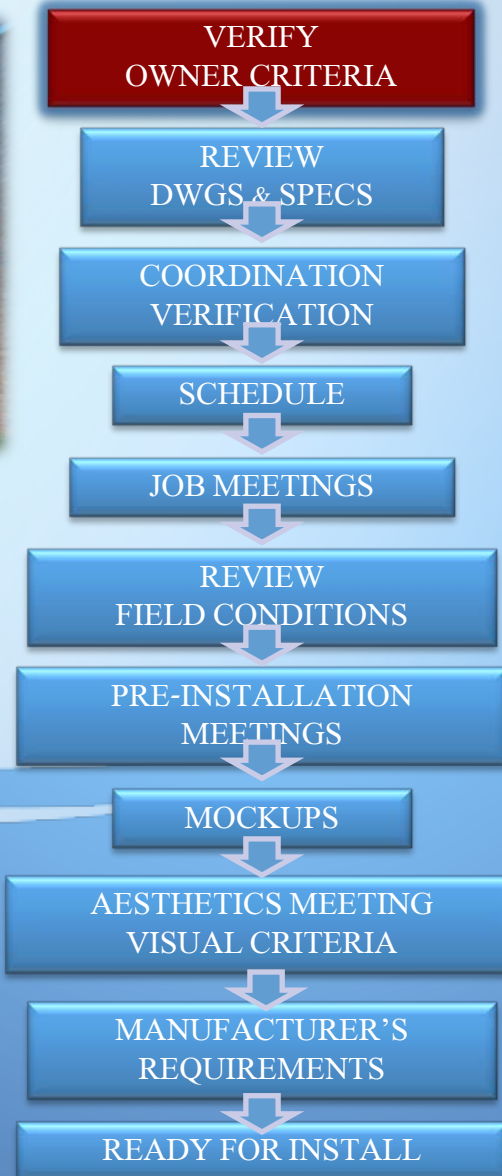 VERIFY
OWNER CRITERIA
REVIEW
DWGS & SPECS
COORDINATION
VERIFICATION
SCHEDULE
JOB MEETINGS
REVIEW
FIELD CONDITIONS
PRE-INSTALLATION
MEETINGS
MOCKUPS
AESTHETICS MEETING
VISUAL CRITERIA
MANUFACTURER’S
REQUIREMENTS
READY FOR INSTALL